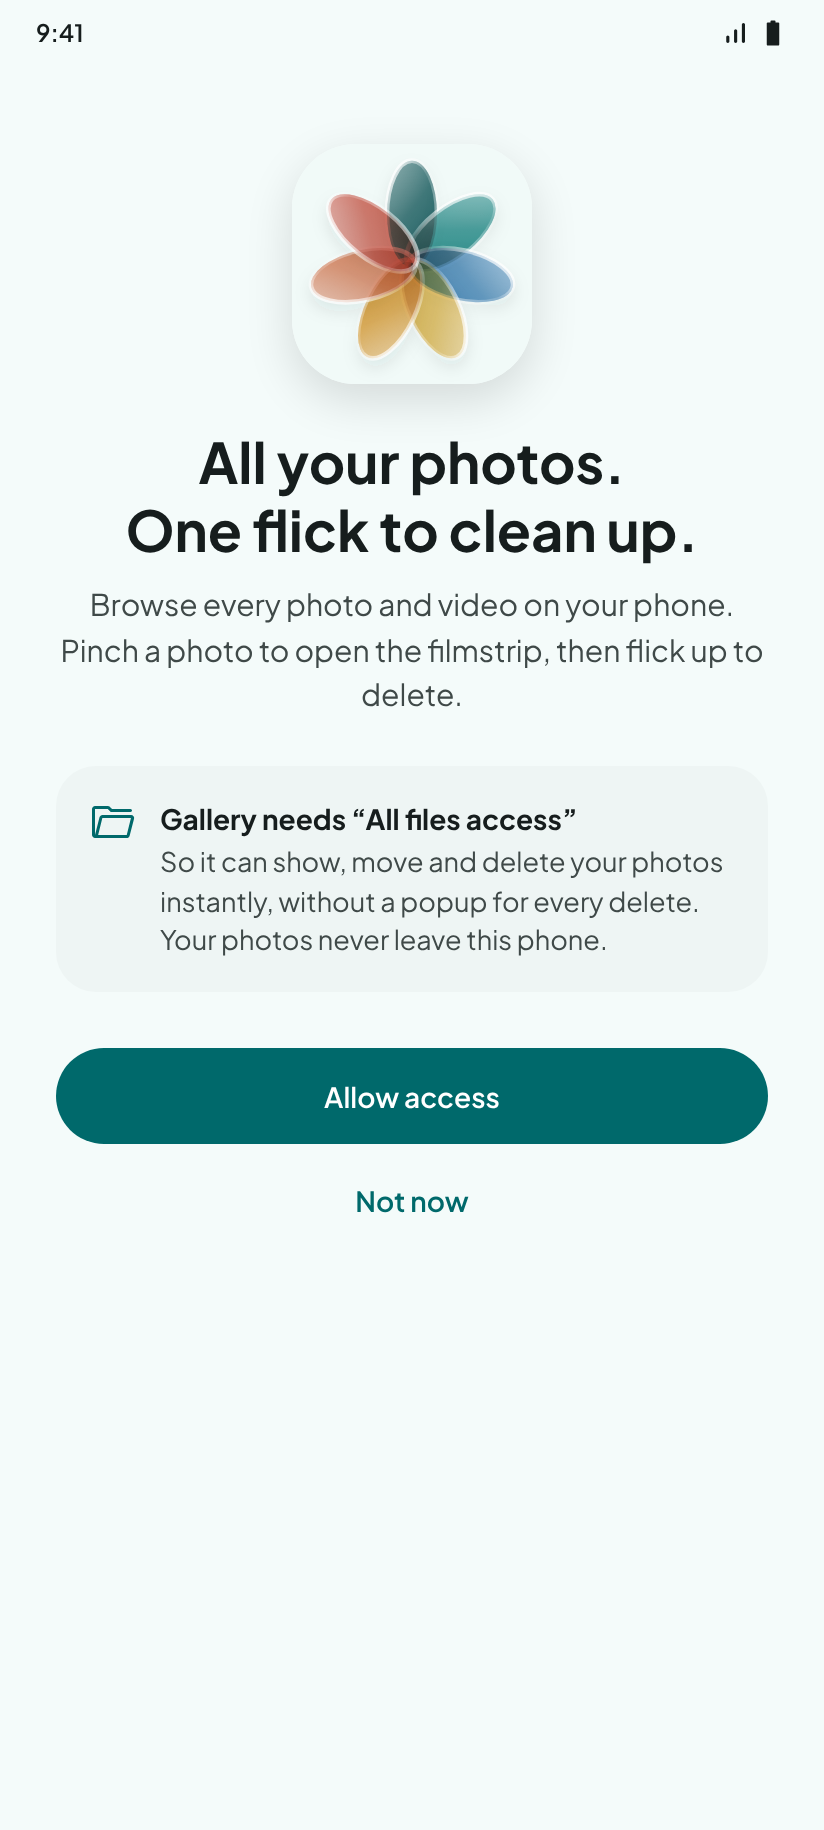 9:41
All your photos.
One flick to clean up.
Browse every photo and video on your phone.
Pinch a photo to open the filmstrip, then flick up to
delete.
Gallery needs “All files access”
So it can show, move and delete your photos
instantly, without a popup for every delete.
Your photos never leave this phone.
Allow access
Not now